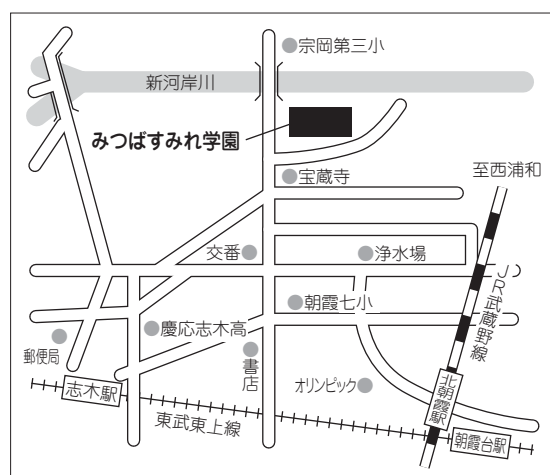 宗岡第三小
新河岸川
みつばすみれ学園
至西浦和
宝蔵寺
交番
浄水場
JR武蔵野線
朝霞七小
慶応志木高
郵便局
書店
オリンピック
北朝霞駅
志木駅
東武東上線
朝霞台駅